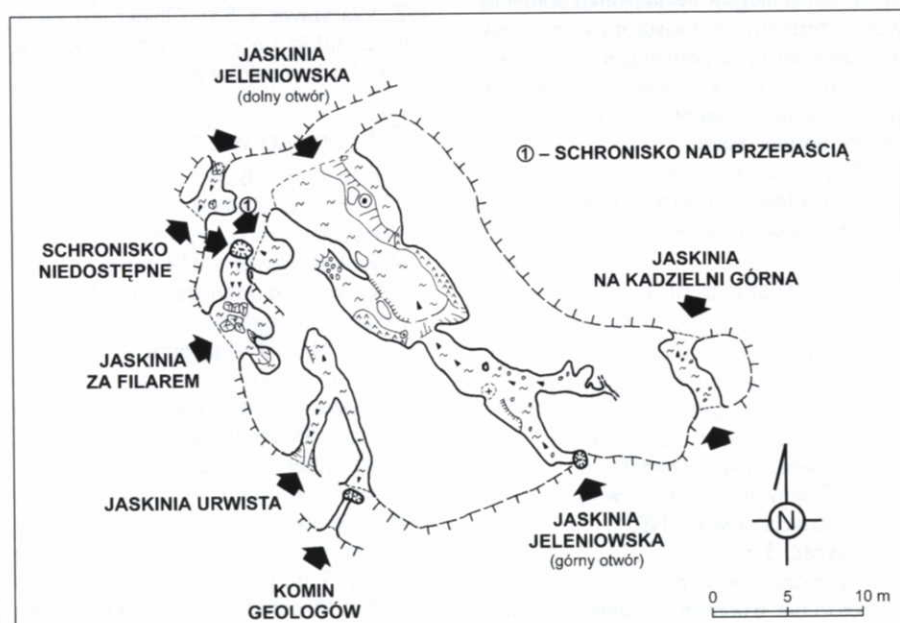 JASKINIA
JELENIOWSKA
(dolny otwór)
① – SCHRONISKO NAD PRZEPAŚCIĄ
①
SCHRONISKO
NIEDOSTĘPNE
JASKINIA
NA KADZIELNI GÓRNA
JASKINIA
ZA FILAREM
JASKINIA URWISTA
JASKINIA
JELENIOWSKA
(górny otwór)
KOMIN
GEOLOGÓW
N
0 5 10 m